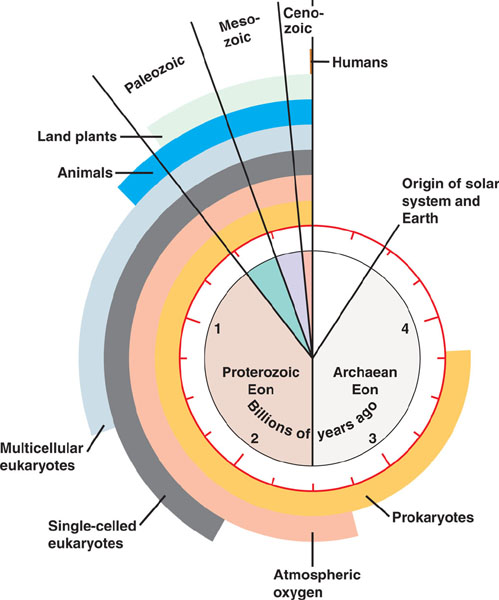 Ceno-
zoic
Meso-
zoic
Paleozoic
Humans
Land plants
Animals
Origin of solar
system and
Earth
1
4
Proterozoic
Eon
Archaean
Eon
Billions of years ago
2
3
Multicellular
eukaryotes
Single-celled
eukaryotes
Prokaryotes
Atmospheric
oxygen